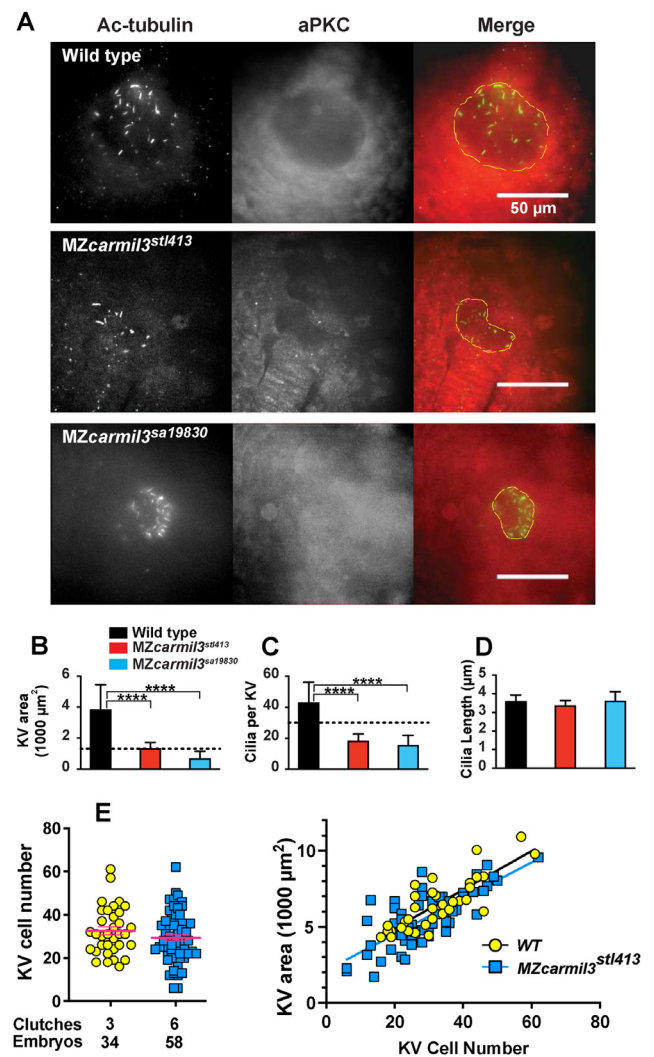 A
Ac-tubulin aPKC Merge
Wild type
50 µm
MZcarmil3stl413
MZcarmil3sa19830
B
Wild type
MZcarmil3stl413
MZcarmil3sa19830
C
D
KV area
(1000 µm²)
6
4
2
0
****
****
Cilia per KV
60
40
20
0
****
****
Cilia Length (µm)
5
4
3
2
1
0
E
KV cell number
80
60
40
20
0
Clutches 3 6
Embryos 34 58
KV area (1000 µm²)
10
5
0
WT
MZcarmil3stl413
0 20 40 60 80
KV Cell Number